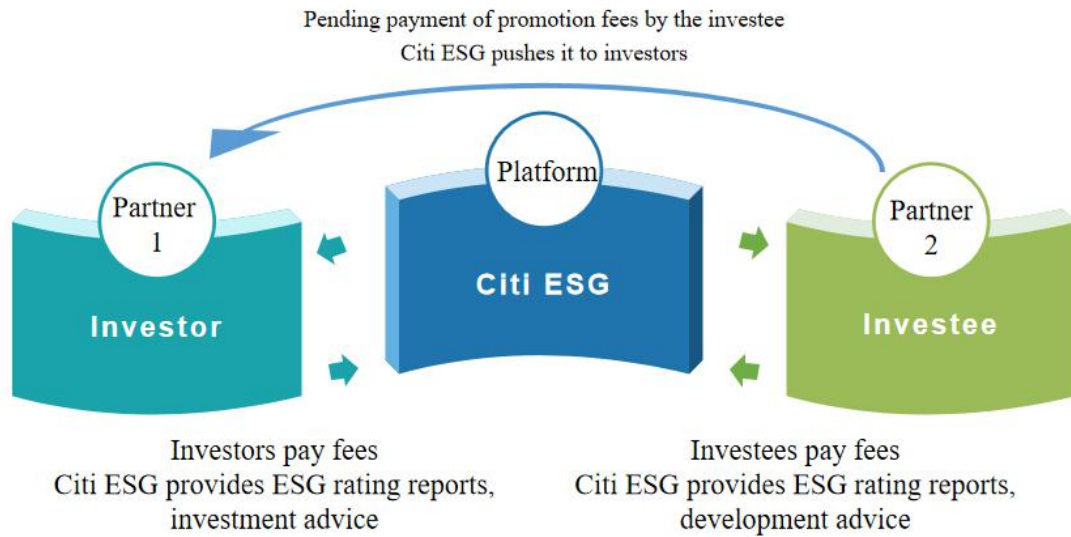 Pending payment of promotion fees by the investee
Citi ESG pushes it to investors
Partner
1
Platform
Partner
2
Investor
Citi ESG
Investee
Investors pay fees
Citi ESG provides ESG rating reports,
investment advice
Investees pay fees
Citi ESG provides ESG rating reports,
development advice